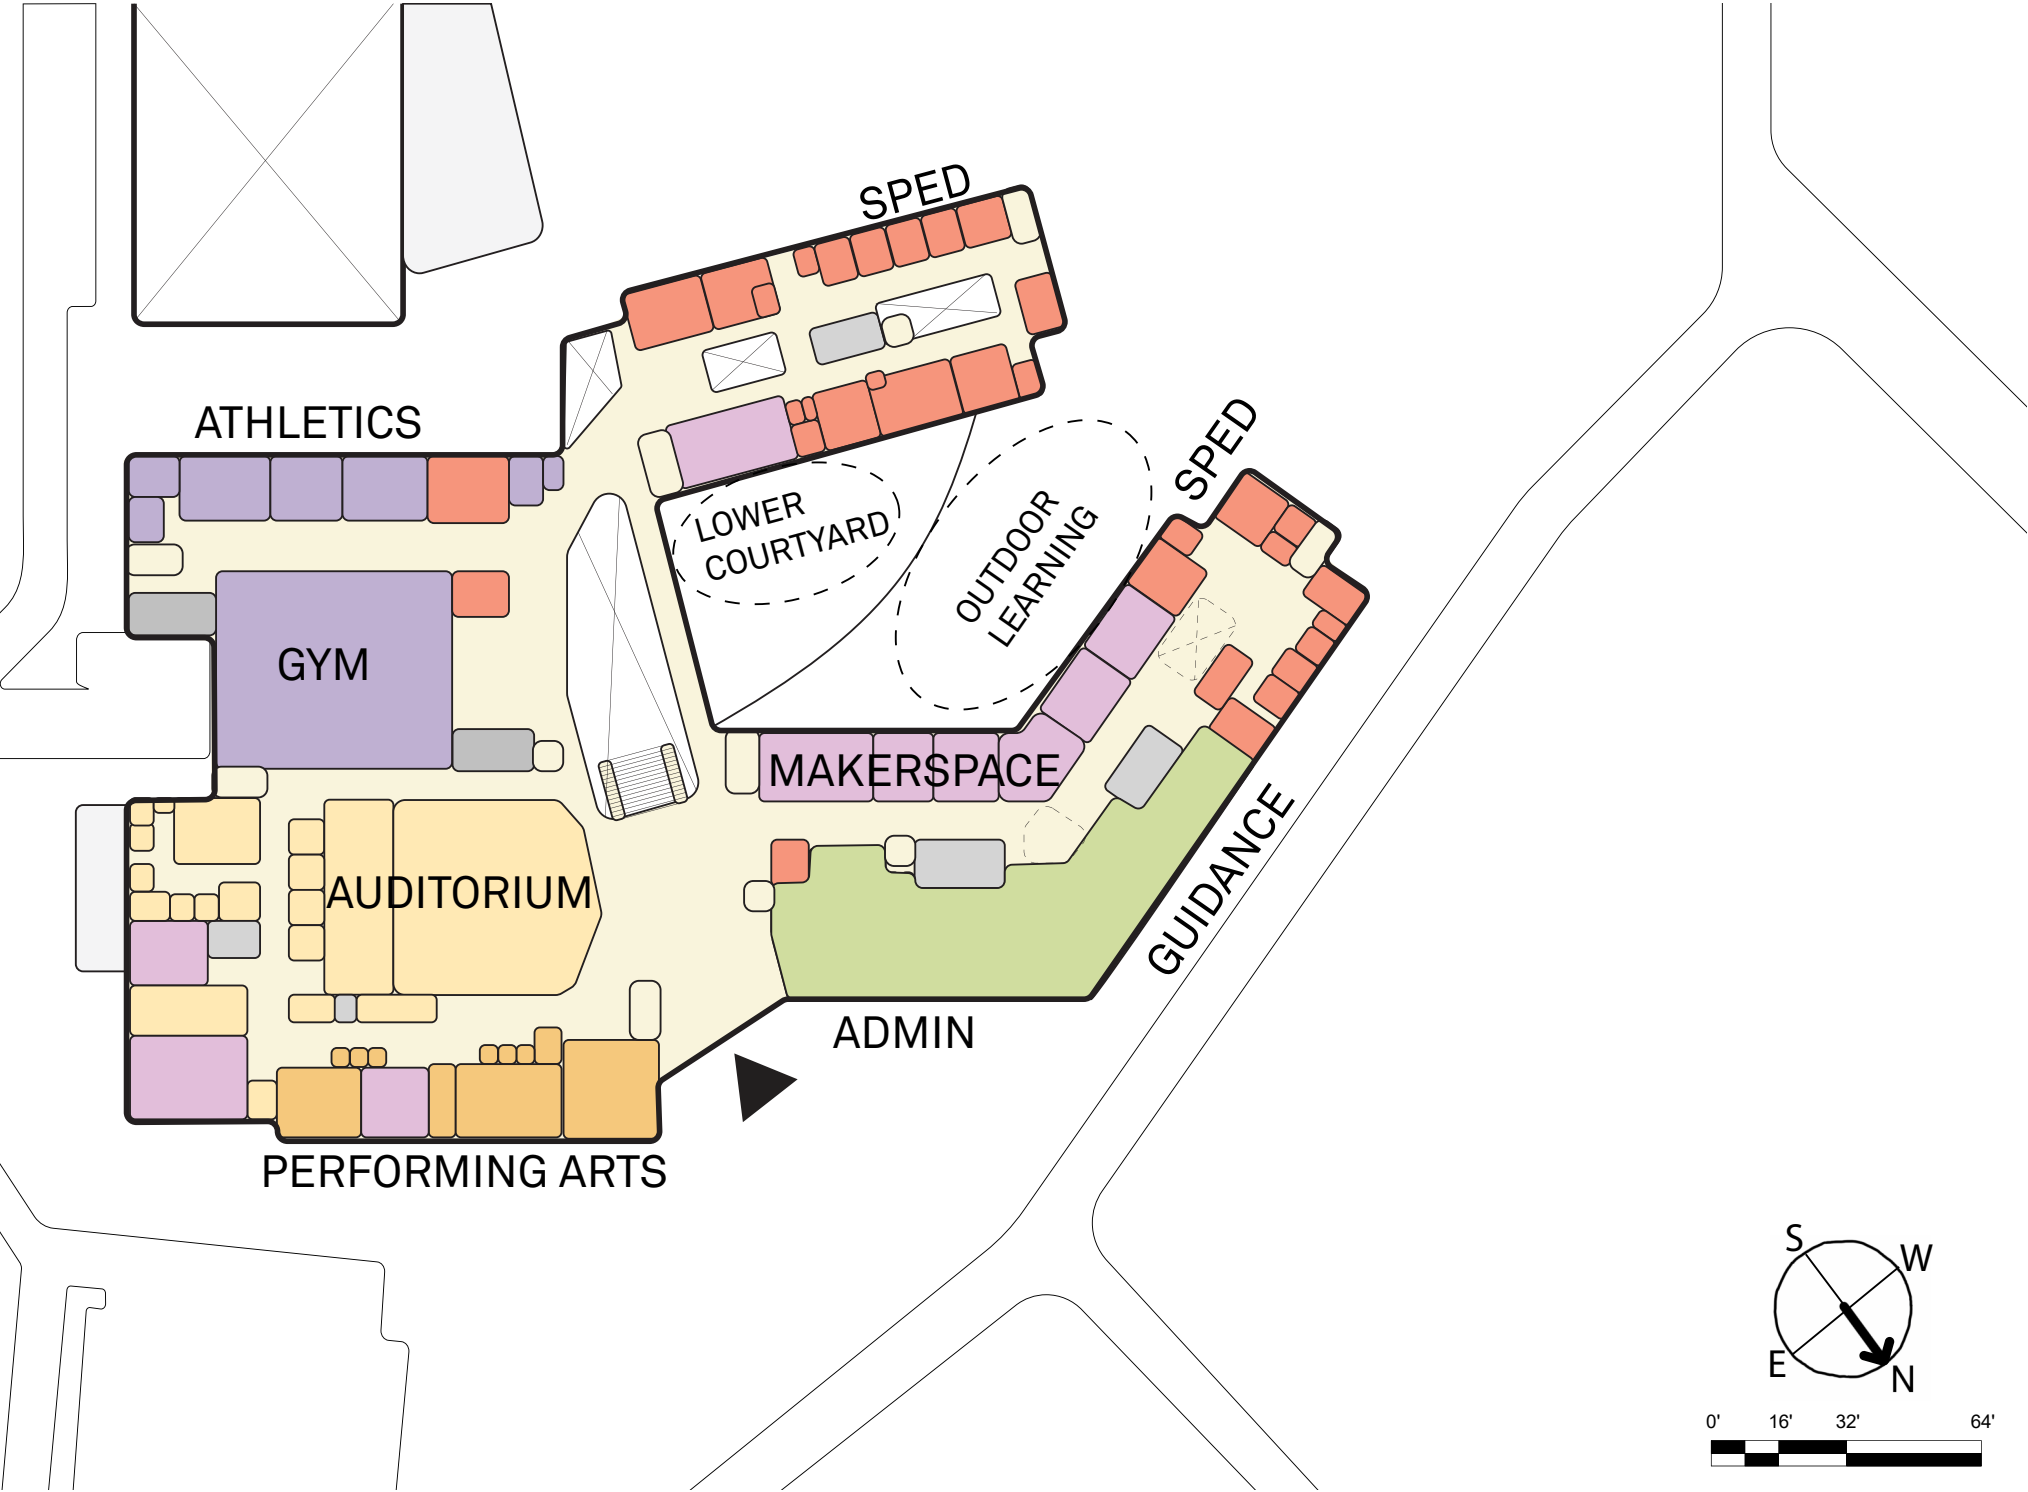 SPED
ATHLETICS
SPED
LOWER
COURTYARD
OUTDOOR
LEARNING
GYM
MAKERSPACE
AUDITORIUM
GUIDANCE
ADMIN
PERFORMING ARTS
S
W
E
N
0' 16' 32' 64'